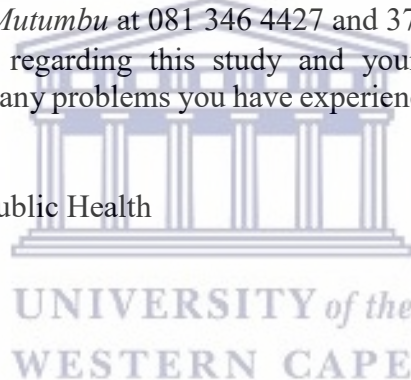 Mutumbu at 081 346 4427 and 37
regarding this study and your
any problems you have experienc
ublic Health
UNIVERSITY of the
WESTERN CAPE